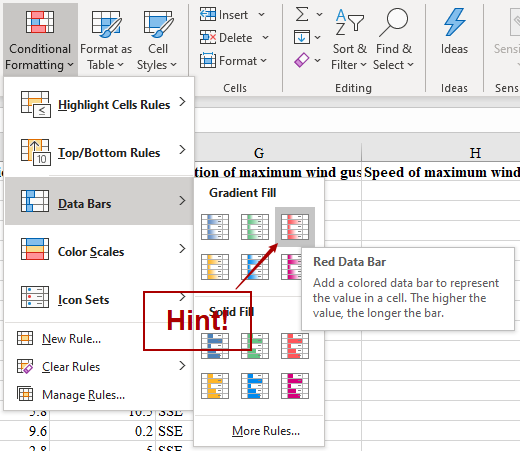 Conditional
Formatting
Format as
Table
Cell
Styles
Insert
Delete
Format
Cells
Sort &
Filter
Find &
Select
Editing
Ideas
Ideas
Sensi
Sens
G
H
tion of maximum wind gus
Speed of maximum wind
Highlight Cells Rules
Top/Bottom Rules
10
Data Bars
Color Scales
Icon Sets
New Rule...
Clear Rules
Manage Rules...
Gradient Fill
Red Data Bar
Add a colored data bar to represent
the value in a cell. The higher the
value, the longer the bar.
Solid Fill
Hint!
More Rules...
10.5 SSE
9.6 0.2 SSE
2.8 5 SSE